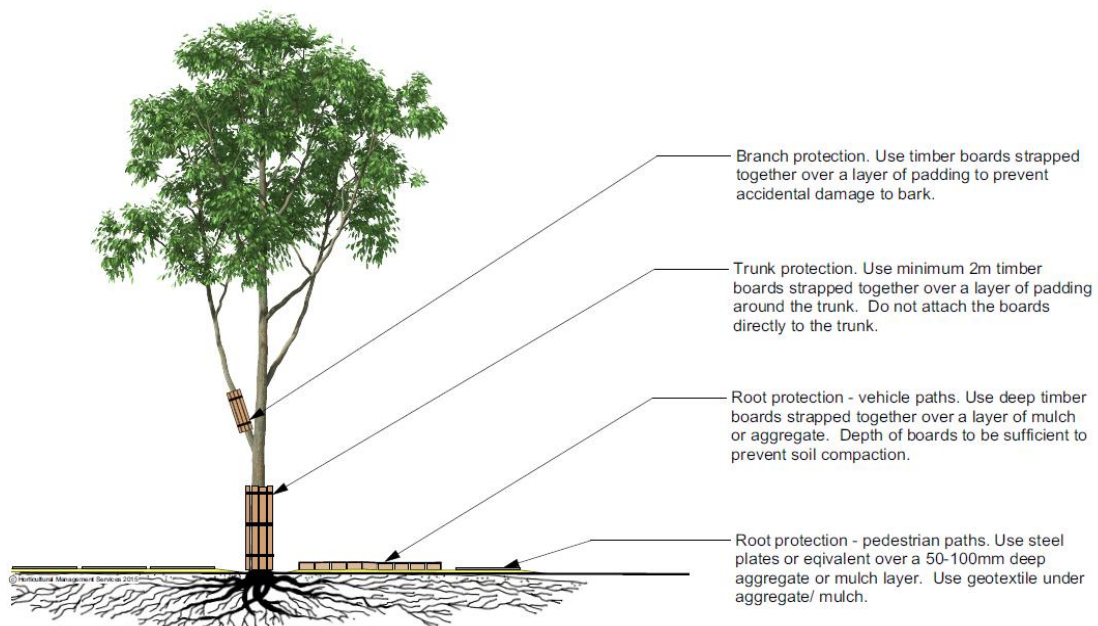 Branch protection. Use timber boards strapped
together over a layer of padding to prevent
accidental damage to bark.
Trunk protection. Use minimum 2m timber
boards strapped together over a layer of padding
around the trunk. Do not attach the boards
directly to the trunk.
Root protection - vehicle paths. Use deep timber
boards strapped together over a layer of mulch
or aggregate. Depth of boards to be sufficient to
prevent soil compaction.
Root protection - pedestrian paths. Use steel
plates or eqivalent over a 50-100mm deep
aggregate or mulch layer. Use geotextile under
aggregate/ mulch.
© Horticultural Management Services 2015